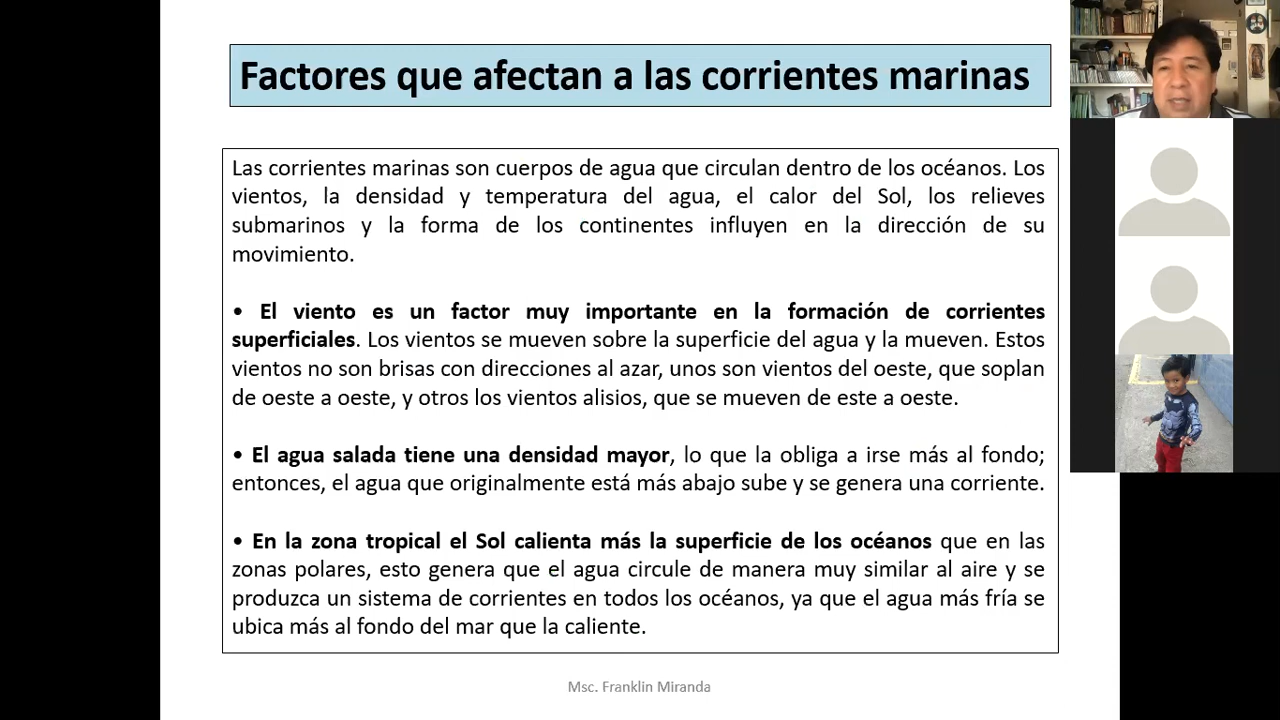 Factores que afectan a las corrientes marinas
Las corrientes marinas son cuerpos de agua que circulan dentro de los océanos. Los
vientos, la densidad y temperatura del agua, el calor del Sol, los relieves
submarinos y la forma de los continentes influyen en la dirección de su
movimiento.
• El viento es un factor muy importante en la formación de corrientes
superficiales. Los vientos se mueven sobre la superficie del agua y la mueven. Estos
vientos no son brisas con direcciones al azar, unos son vientos del oeste, que soplan
de oeste a oeste, y otros los vientos alisios, que se mueven de este a oeste.
• El agua salada tiene una densidad mayor, lo que la obliga a irse más al fondo;
entonces, el agua que originalmente está más abajo sube y se genera una corriente.
• En la zona tropical el Sol calienta más la superficie de los océanos que en las
zonas polares, esto genera que el agua circule de manera muy similar al aire y se
produzca un sistema de corrientes en todos los océanos, ya que el agua más fría se
ubica más al fondo del mar que la caliente.
Msc. Franklin Miranda